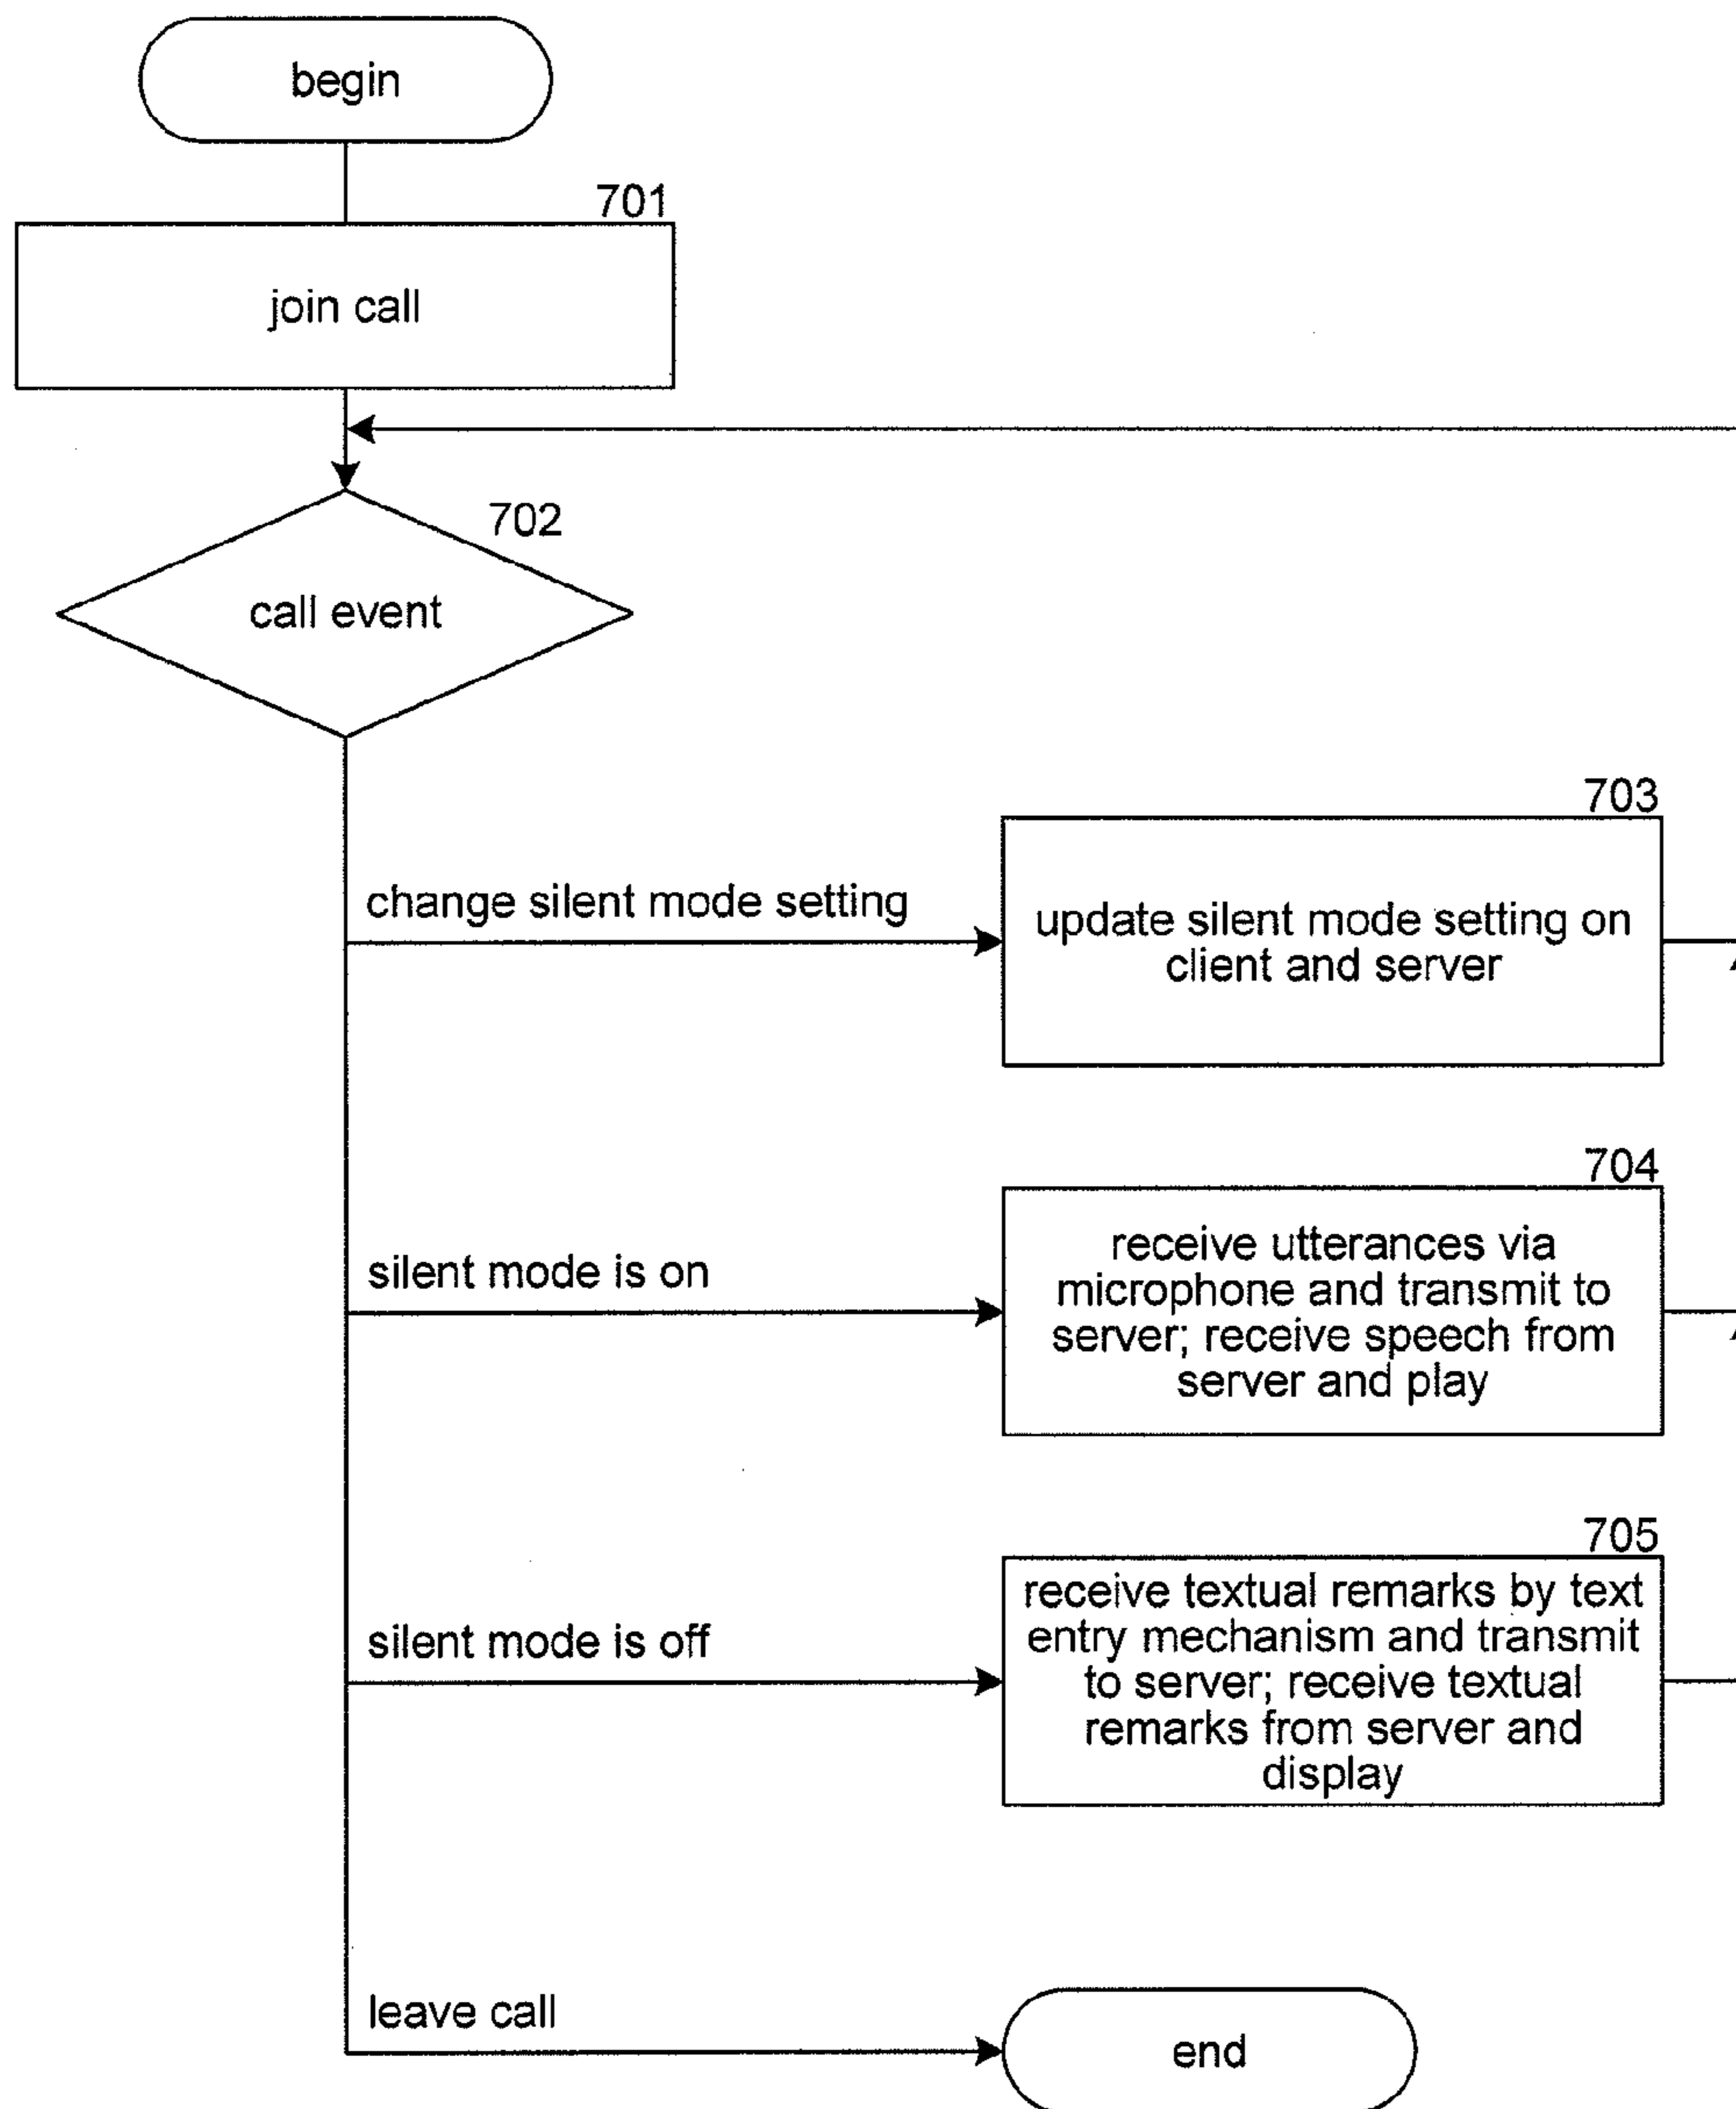 begin
701
join call
702
call event
703
change silent mode setting
update silent mode setting on
client and server
704
silent mode is on
receive utterances via
microphone and transmit to
server; receive speech from
server and play
705
silent mode is off
receive textual remarks by text
entry mechanism and transmit
to server; receive textual
remarks from server and
display
leave call
end